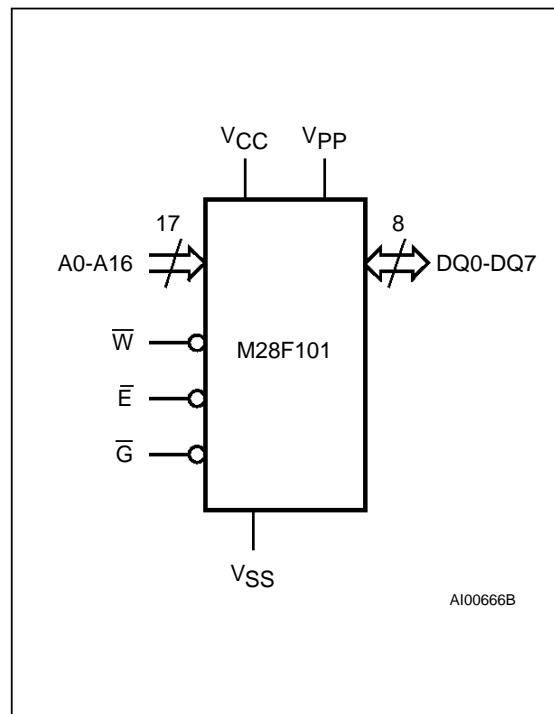 VCC VPP
17 8
A0-A16 DQ0-DQ7
W̅
M28F101
E̅
G̅
VSS
AI00666B